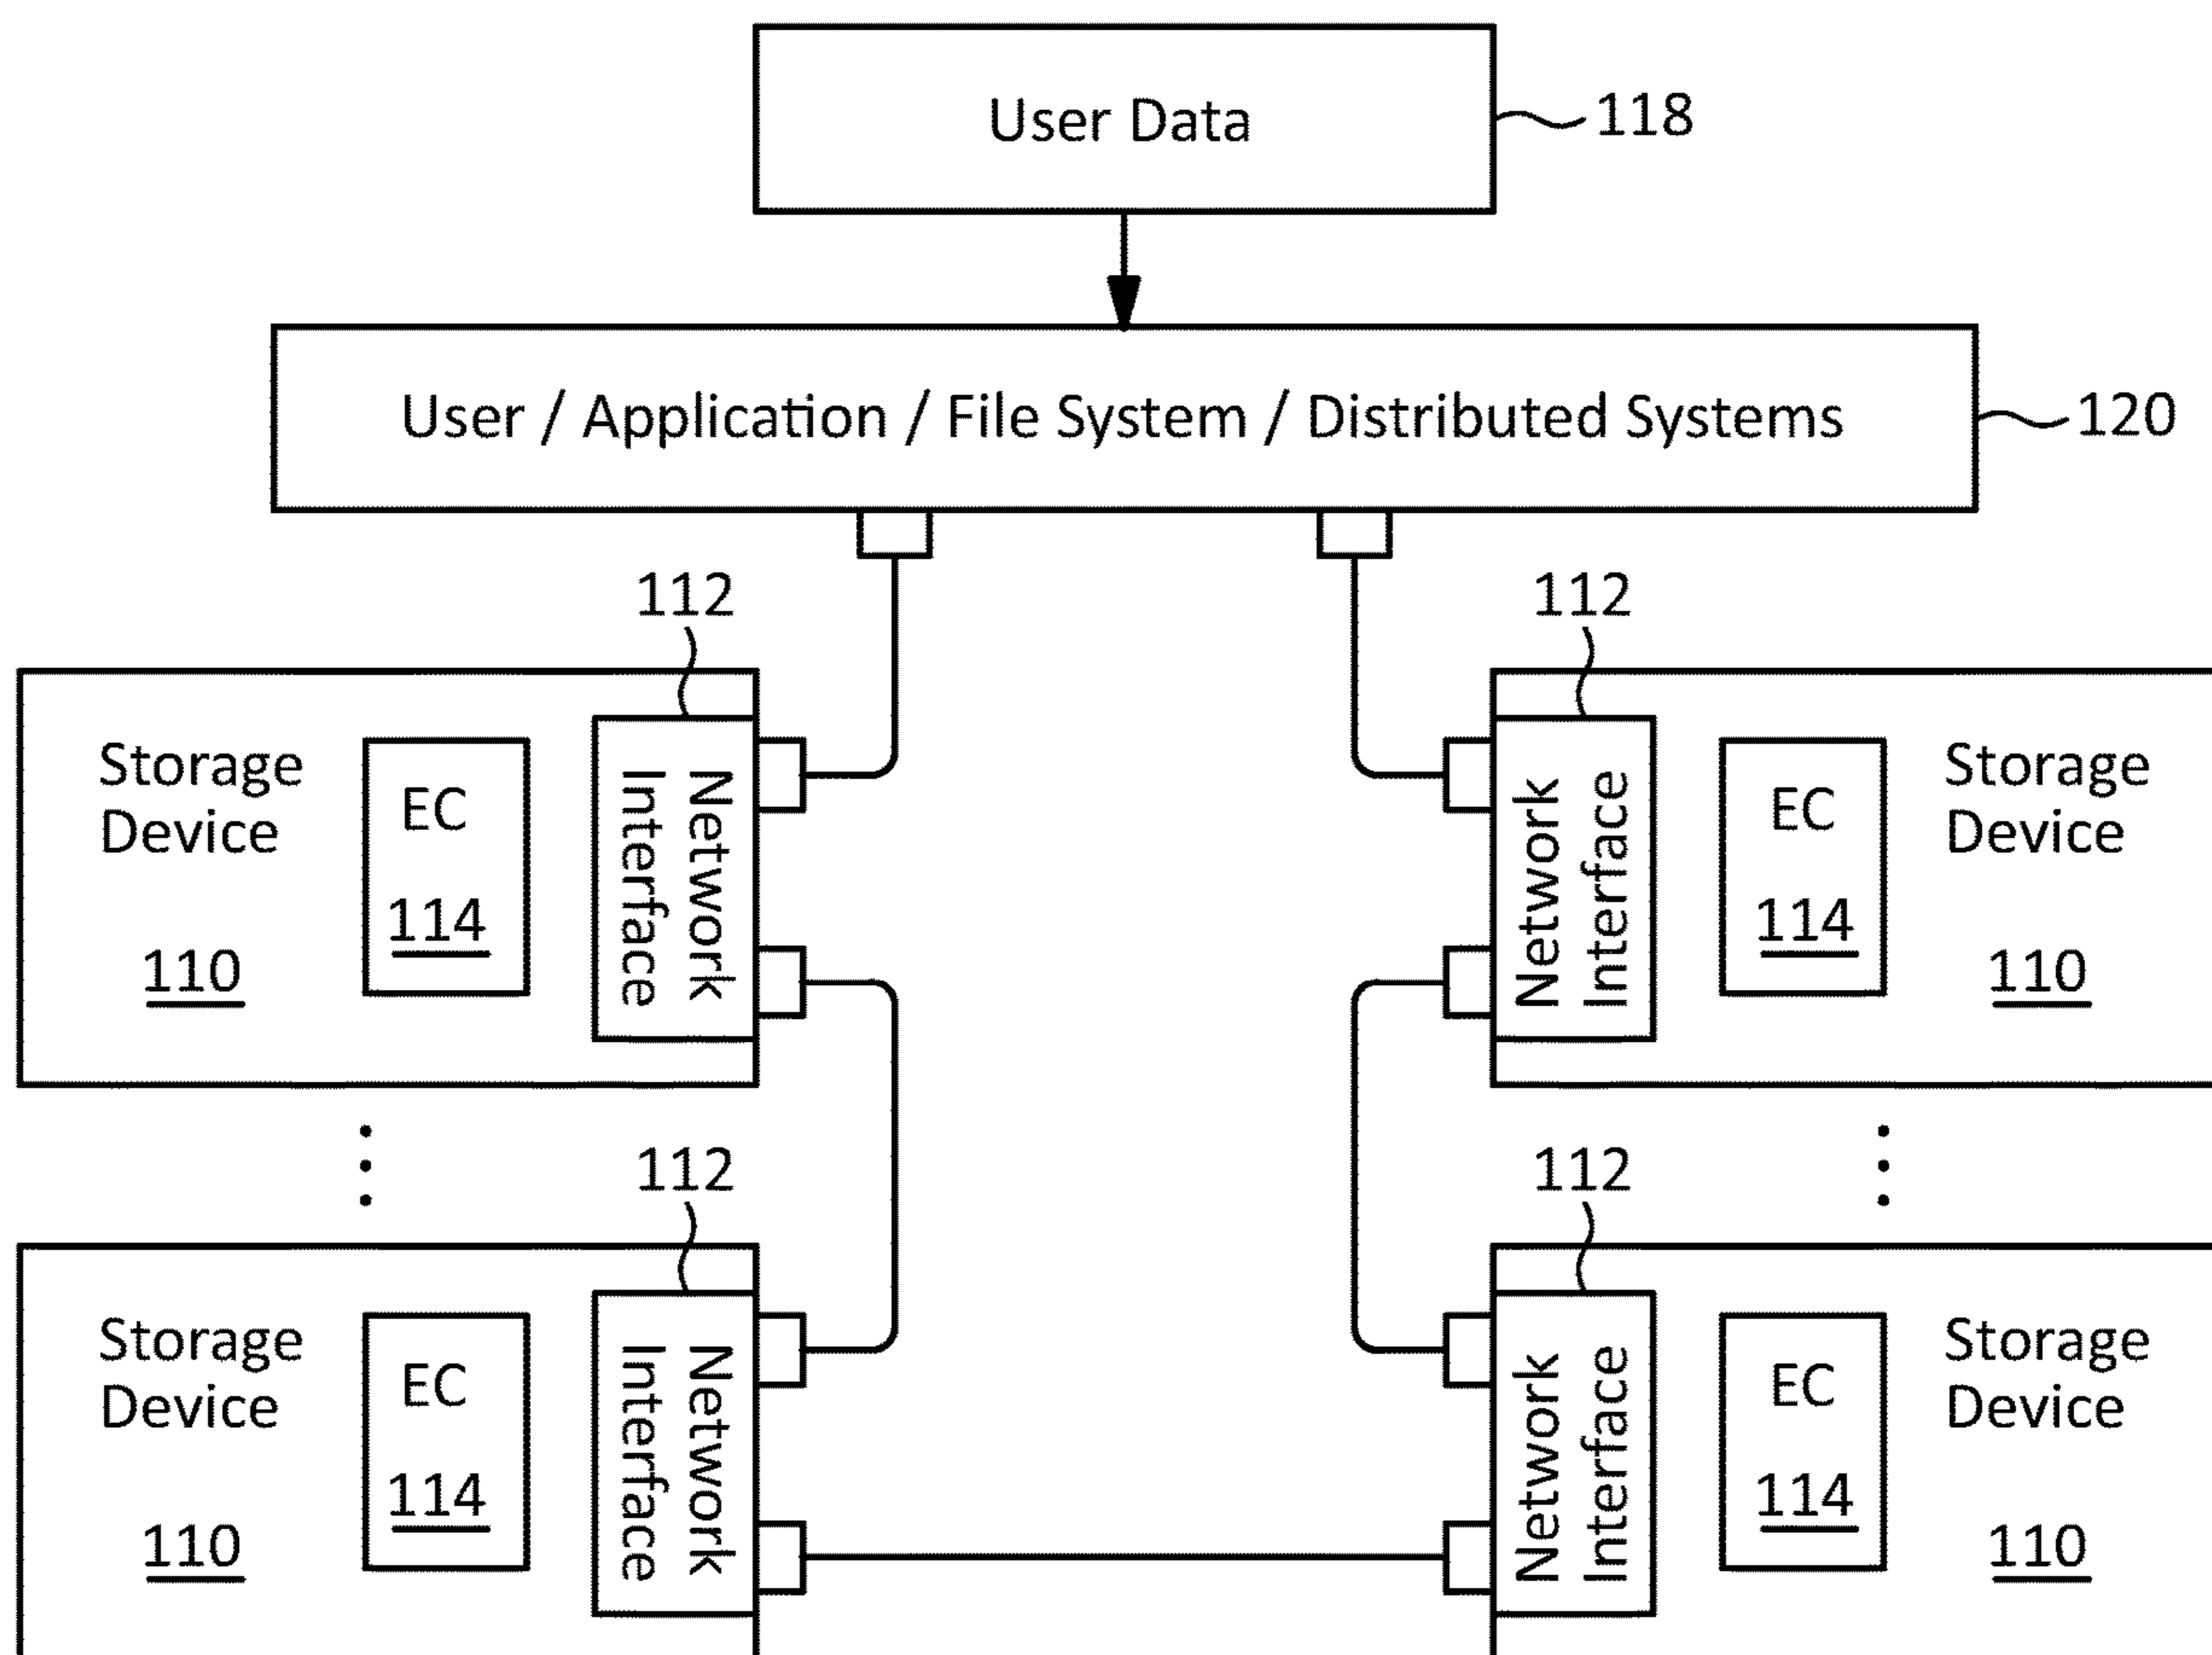 User Data
118
User / Application / File System / Distributed Systems
120
112
112
Storage
Device
110
EC
114
Network
Interface
Network
Interface
EC
114
Storage
Device
110
112
112
Storage
Device
110
EC
114
Network
Interface
Network
Interface
EC
114
Storage
Device
110